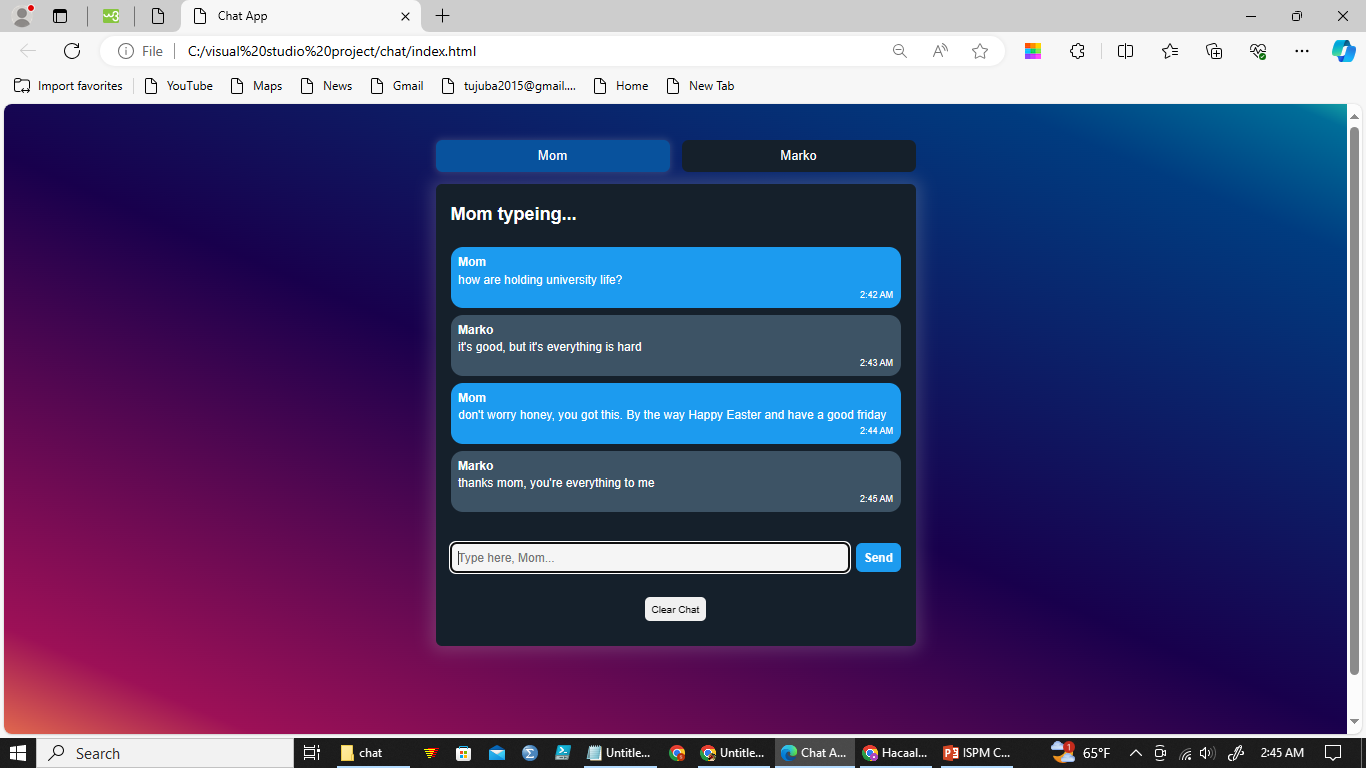 Chat App
File
C:/visual%20studio%20project/chat/index.html
Import favorites
YouTube
Maps
News
Gmail
tujuba2015@gmail....
Home
New Tab
Mom
Marko
Mom typeing...
Mom
how are holding university life?
2:42 AM
Marko
it's good, but it's everything is hard
2:43 AM
Mom
don't worry honey, you got this. By the way Happy Easter and have a good friday
2:44 AM
Marko
thanks mom, you're everything to me
2:45 AM
Type here, Mom...
Send
Clear Chat
Search
chat
Untitle...
Untitle...
Chat A...
Hacaal...
ISPM C...
1
65°F
2:45 AM